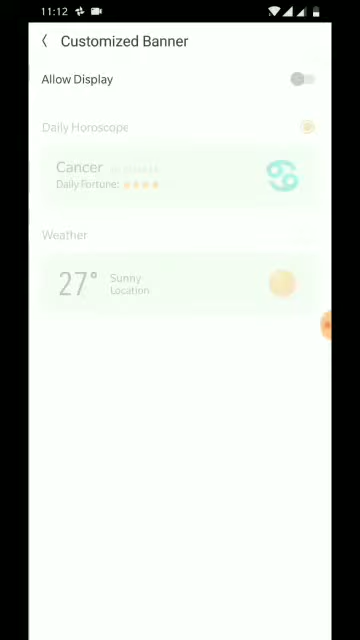 11:12
Customized Banner
Allow Display
Daily Horoscope
Cancer
Daily Fortune:
Weather
27° Sunny
Location